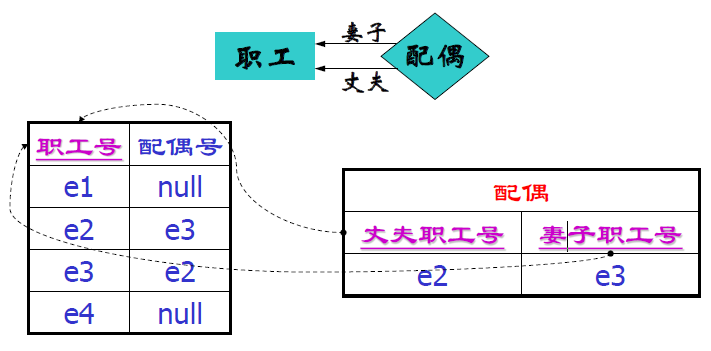 妻子
职工
配偶
丈夫
职工号 配偶号
e1 null
e2 e3
e3 e2
e4 null
配偶
丈夫职工号 妻子职工号
e2 e3